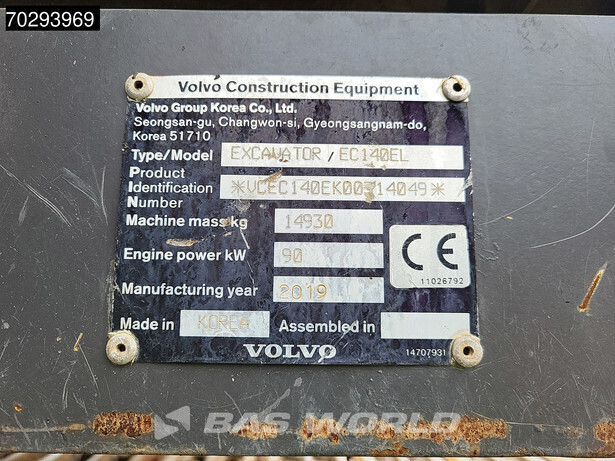 70293969
Volvo Construction Equipment
Volvo Group Korea Co., Ltd.
Seongsan-gu, Changwon-si, Gyeongsangnam-do,
Korea 51710
Type/Model EXCAVATOR / EC140EL
Product
Identification
Number
Machine mass kg 14930
Engine power kW 90
CE
11026792
Manufacturing year 2019
Made in KOREA Assembled in
VOLVO
14707931
BAS WORLD